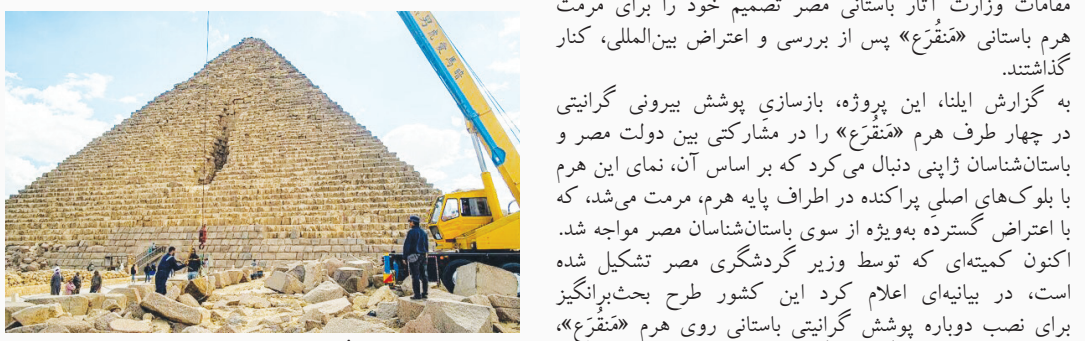 مقامات وزارت آثار باستانی مصر تصمیم خود را برای مرمت
هرم باستانی «مَنقُرَع» پس از بررسی و اعتراض بین‌المللی، کنار
گذاشتند.
به گزارش ایلنا، این پروژه، بازسازیِ پوشش بیرونی گرانیتی
در چهار طرف هرم «مَنقُرَع» را در مشارکتی بین دولت مصر و
باستان‌شناسان ژاپنی دنبال می‌کرد که بر اساس آن، نمای این هرم
با بلوک‌های اصلیِ پراکنده در اطراف پایه هرم، مرمت می‌شد، که
با اعتراض گسترده به‌ویژه از سوی باستان‌شناسان مصر مواجه شد.
اکنون کمیته‌ای که توسط وزیر گردشگری مصر تشکیل شده
است، در بیانیه‌ای اعلام کرد این کشور طرح بحث‌برانگیز
برای نصب دوباره پوشش گرانیتی باستانی روی هرم «مَنقُرَع»،